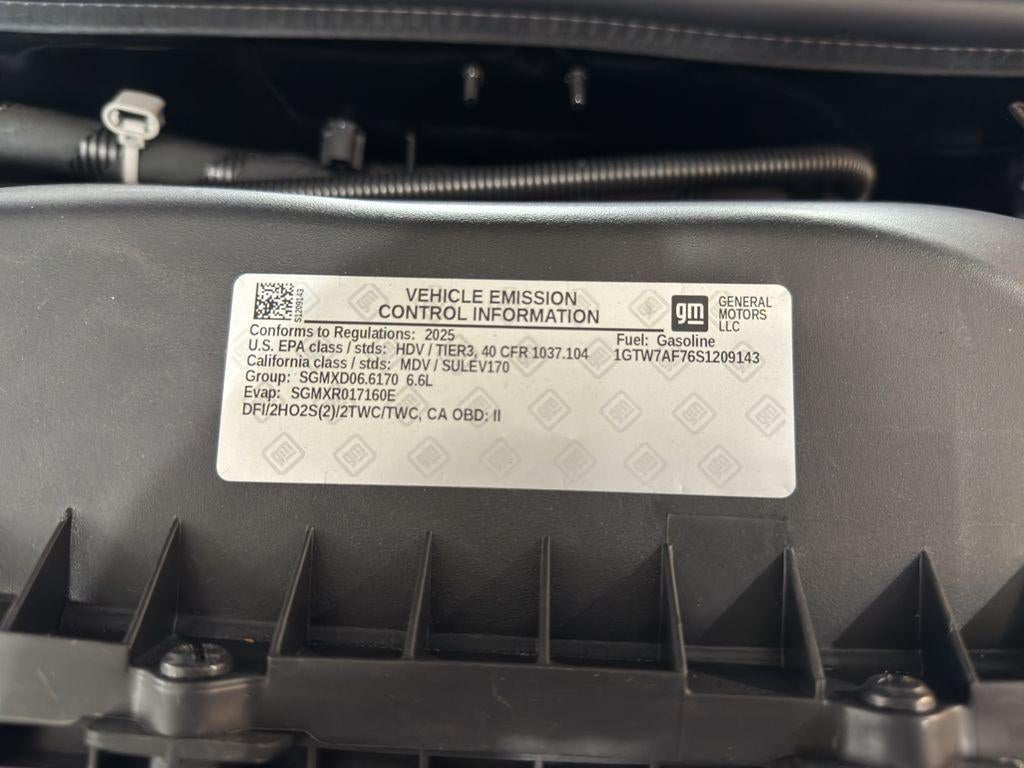 S1209143
VEHICLE EMISSION
CONTROL INFORMATION
gm
GENERAL
MOTORS
LLC
Conforms to Regulations: 2025
Fuel: Gasoline
U.S. EPA class / stds: HDV / TIER3, 40 CFR 1037.104
1GTW7AF76S1209143
California class / stds: MDV / SULEV170
Group: SGMXD06.6170 6.6L
Evap: SGMXR017160E
DFI/2HO2S(2)/2TWC/TWC, CA OBD: II